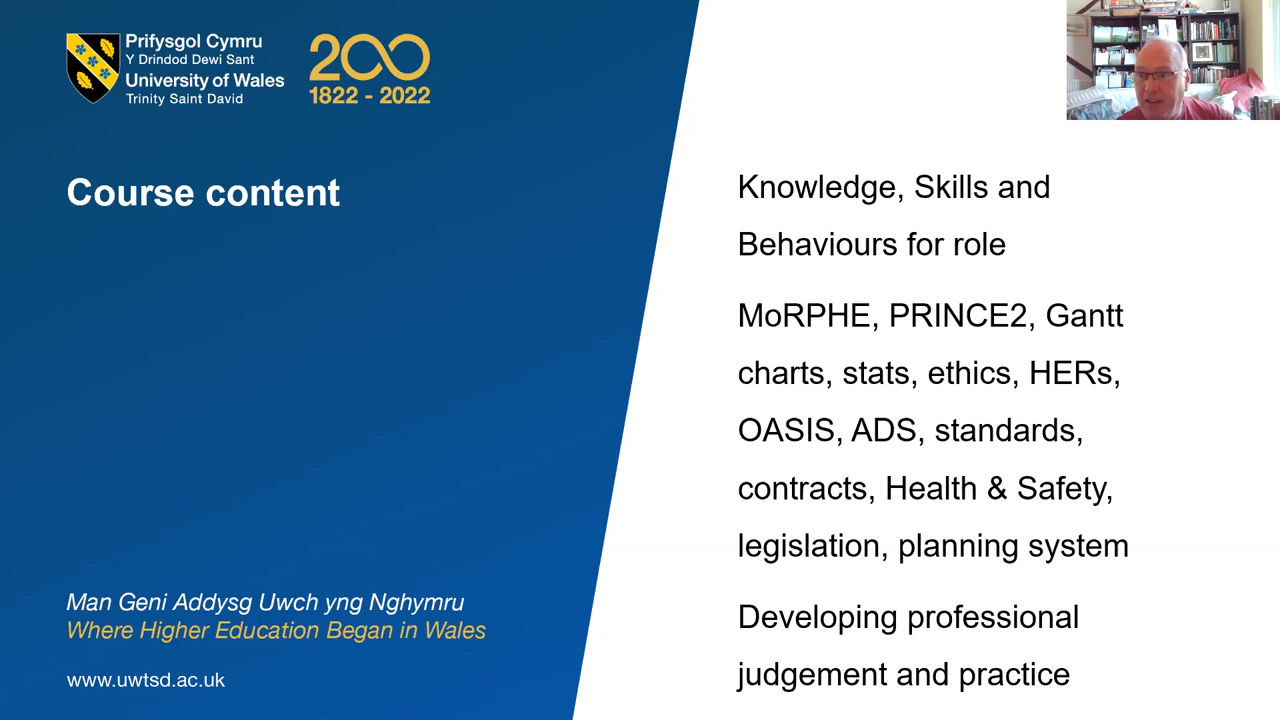 Prifysgol Cymru
Y Drindod Dewi Sant
University of Wales
Trinity Saint David
200
1822 - 2022
Course content
Knowledge, Skills and
Behaviours for role
MoRPHE, PRINCE2, Gantt
charts, stats, ethics, HERs,
OASIS, ADS, standards,
contracts, Health & Safety,
legislation, planning system
Developing professional
judgement and practice
Man Geni Addysg Uwch yng Nghymru
Where Higher Education Began in Wales
www.uwtsd.ac.uk